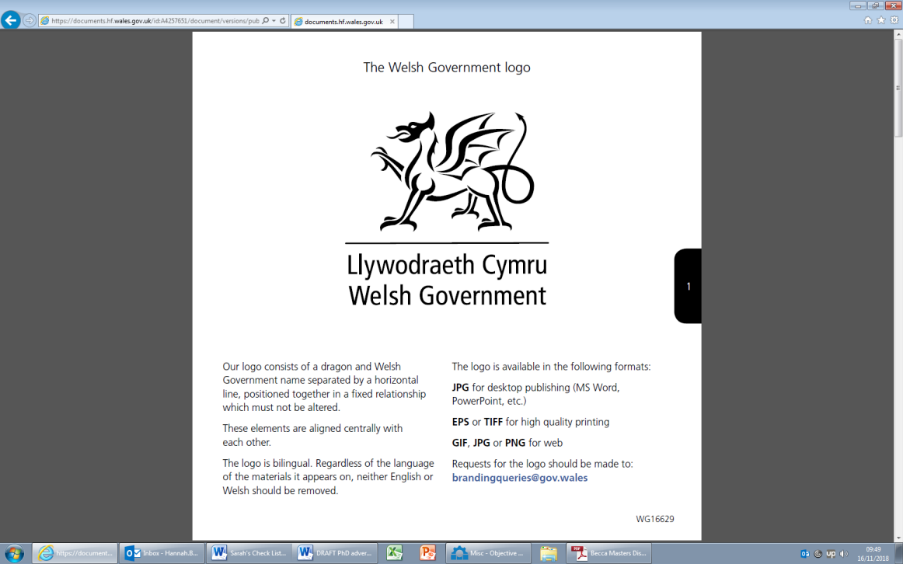 https://documents.hf.wales.gov.uk/id:A4257651/document/versions/pub
documents.hf.wales.gov.uk
The Welsh Government logo
Llywodraeth Cymru
Welsh Government
1
Our logo consists of a dragon and Welsh
Government name separated by a horizontal
line, positioned together in a fixed relationship
which must not be altered.
These elements are aligned centrally with
each other.
The logo is bilingual. Regardless of the language
of the materials it appears on, neither English or
Welsh should be removed.
The logo is available in the following formats:
JPG for desktop publishing (MS Word,
PowerPoint, etc.)
EPS or TIFF for high quality printing
GIF, JPG or PNG for web
Requests for the logo should be made to:
brandingqueries@gov.wales
WG16629
https://document...
Inbox - Hannah.B...
Sarah's Check List...
DRAFT PhD adver...
Misc - Objective ...
Becca Masters Dis...
09:49
16/11/2018